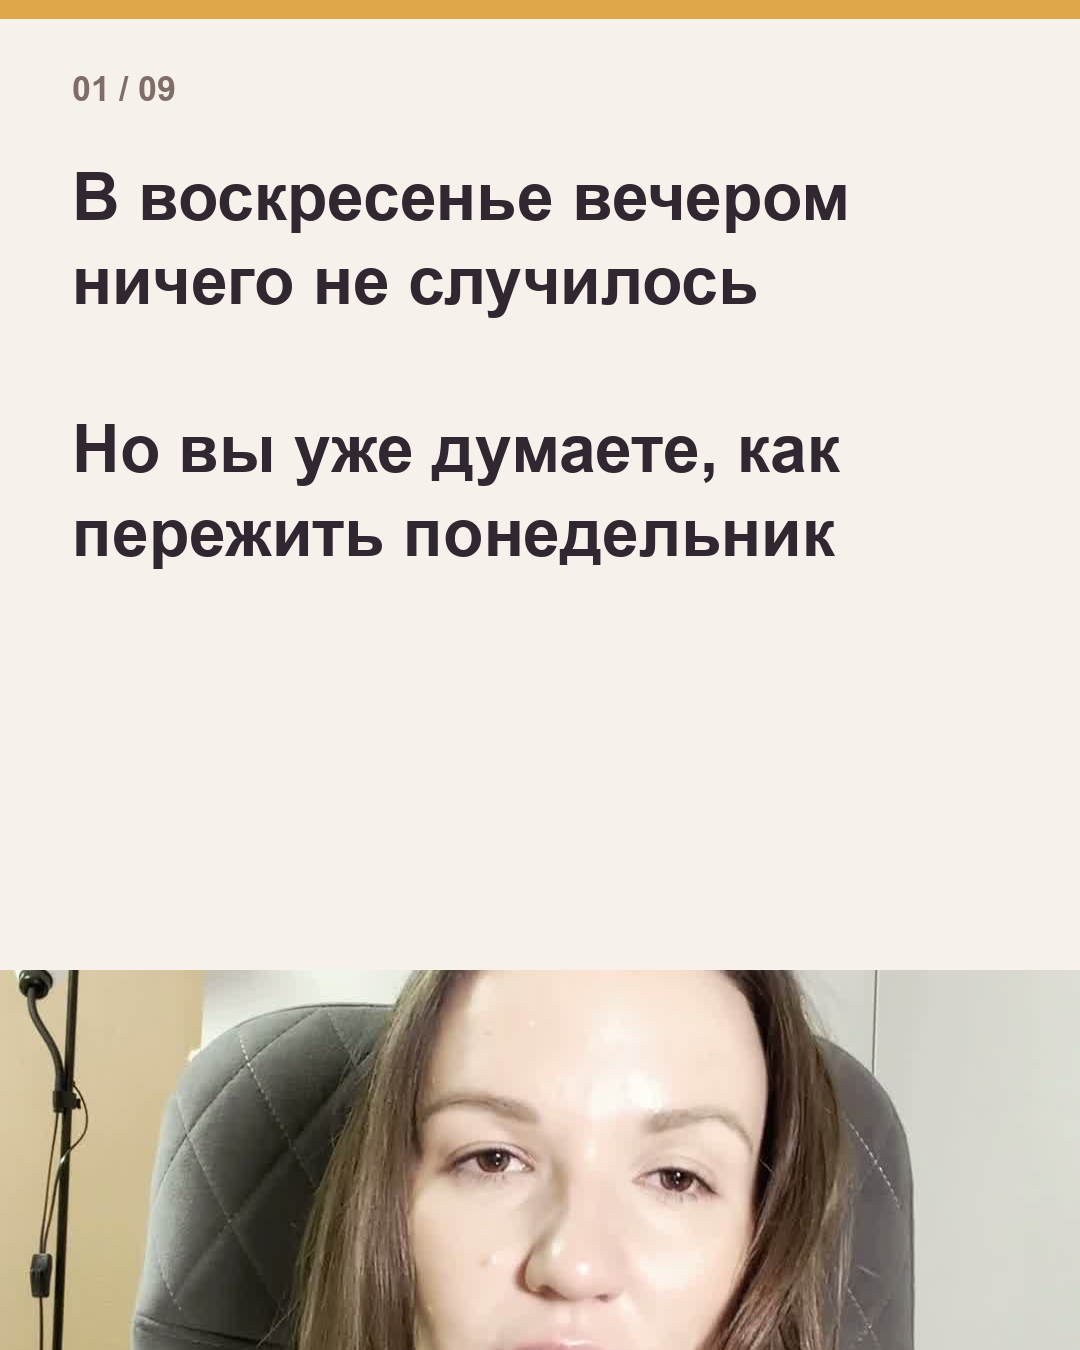 01 / 09
В воскресенье вечером
ничего не случилось
Но вы уже думаете, как
пережить понедельник